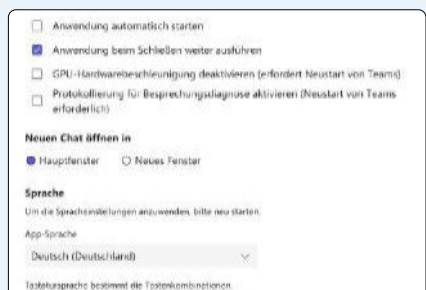 Anwendung automatisch starten
Anwendung beim Schließen weiter ausführen
GPU-Hardwarebeschleunigung deaktivieren (erfordert Neustart von Teams)
Protokollierung für Besprechungsdiagnose aktivieren (Neustart von Teams
erforderlich)
Neuen Chat öffnen in
Hauptfenster Neues Fenster
Sprache
Um die Spracheinstellungen anzuwenden, bitte neu starten.
App-Sprache
Deutsch (Deutschland)
Tastatursprache bestimmt die Tastenkombinationen.